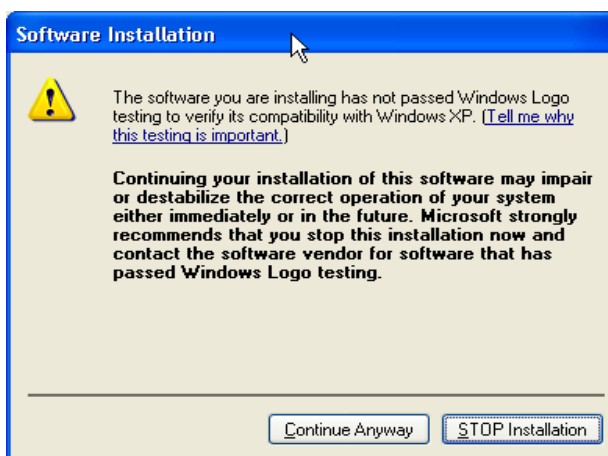 Software Installation
The software you are installing has not passed Windows Logo
testing to verify its compatibility with Windows XP. (Tell me why
this testing is important.)
Continuing your installation of this software may impair
or destabilize the correct operation of your system
either immediately or in the future. Microsoft strongly
recommends that you stop this installation now and
contact the software vendor for software that has
passed Windows Logo testing.
Continue Anyway
STOP Installation